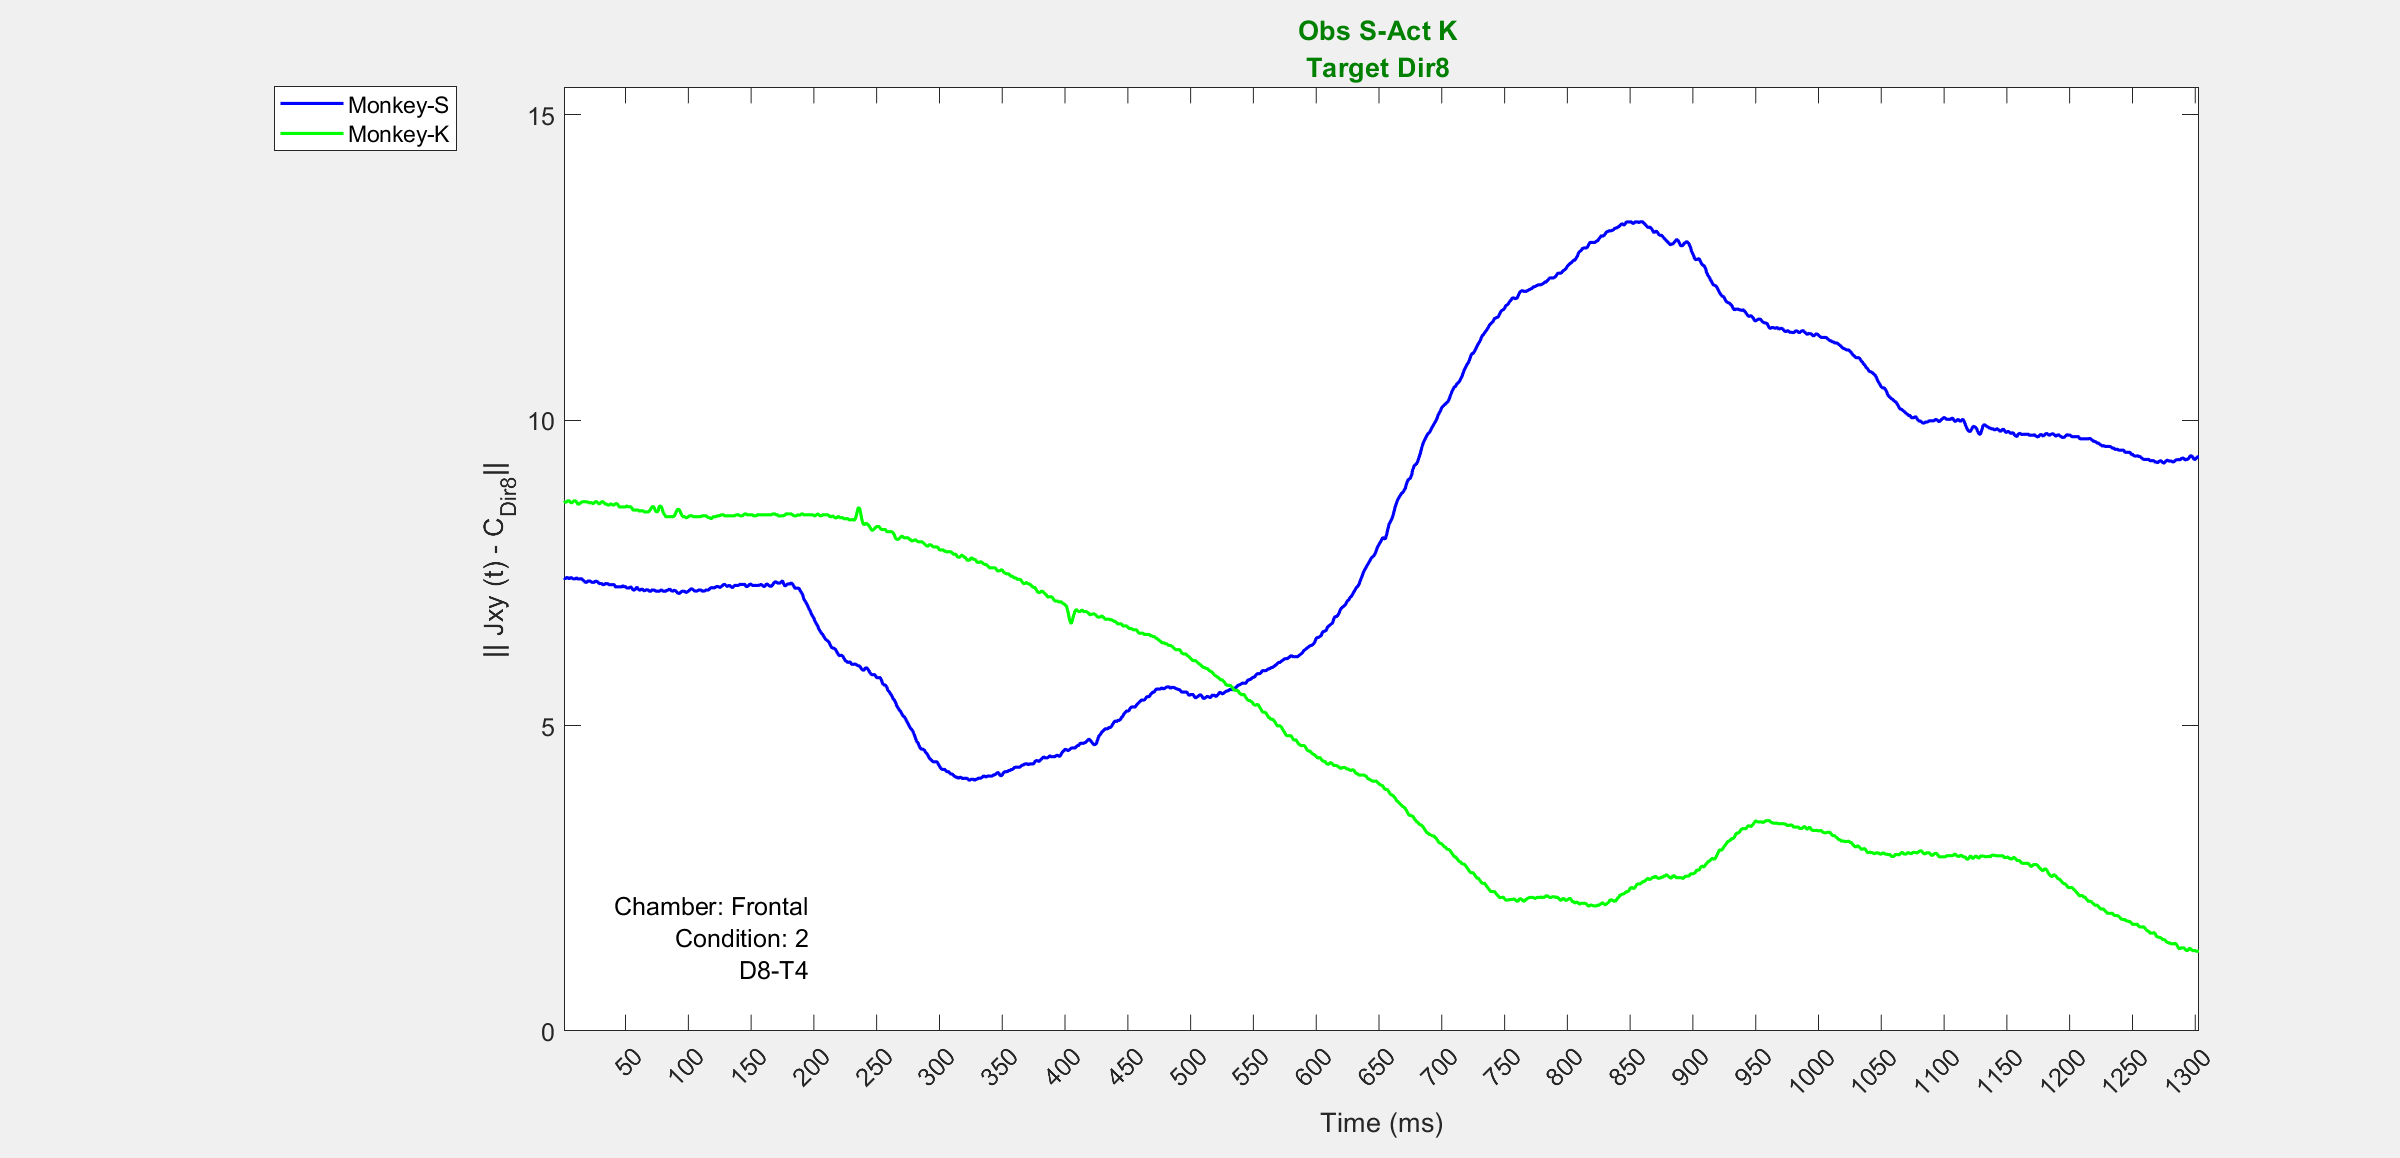 Obs S-Act K
Target Dir8
Monkey-S
Monkey-K
15
10
5
0
|| Jxy (t) - C_Dir8||
Chamber: Frontal
Condition: 2
D8-T4
50 100 150 200 250 300 350 400 450 500 550 600 650 700 750 800 850 900 950 1000 1050 1100 1150 1200 1250 1300
Time (ms)